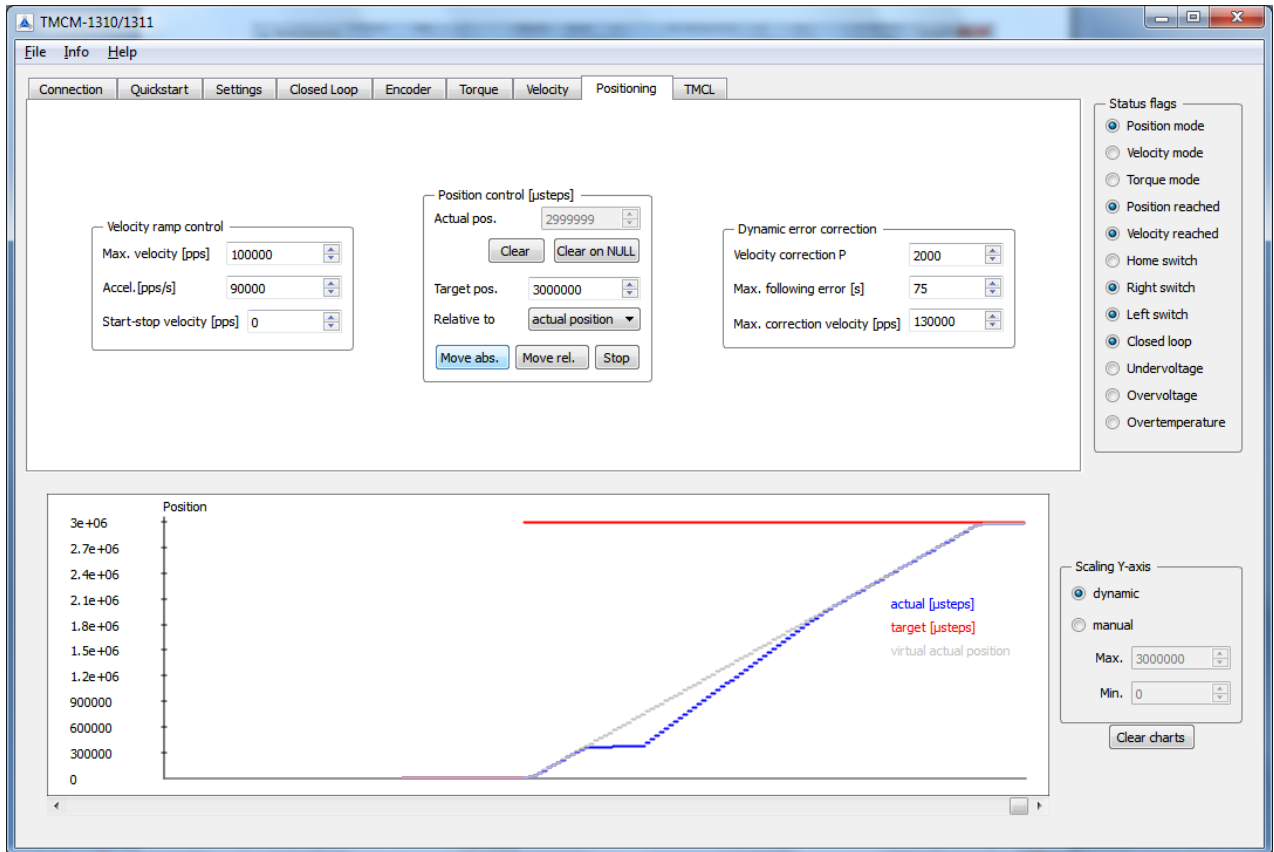 TMCM-1310/1311
File Info Help
Connection Quickstart Settings Closed Loop Encoder Torque Velocity Positioning TMCL
Velocity ramp control
Max. velocity [pps] 100000
Accel.[pps/s] 90000
Start-stop velocity [pps] 0
Position control [µsteps]
Actual pos. 2999999
Clear Clear on NULL
Target pos. 3000000
Relative to actual position
Move abs. Move rel. Stop
Dynamic error correction
Velocity correction P 2000
Max. following error [s] 75
Max. correction velocity [pps] 130000
Status flags
Position mode
Velocity mode
Torque mode
Position reached
Velocity reached
Home switch
Right switch
Left switch
Closed loop
Undervoltage
Overvoltage
Overtemperature
Position
3e+06
2.7e+06
2.4e+06
2.1e+06
1.8e+06
1.5e+06
1.2e+06
900000
600000
300000
0
actual [µsteps]
target [µsteps]
virtual actual position
Scaling Y-axis
dynamic
manual
Max. 3000000
Min. 0
Clear charts